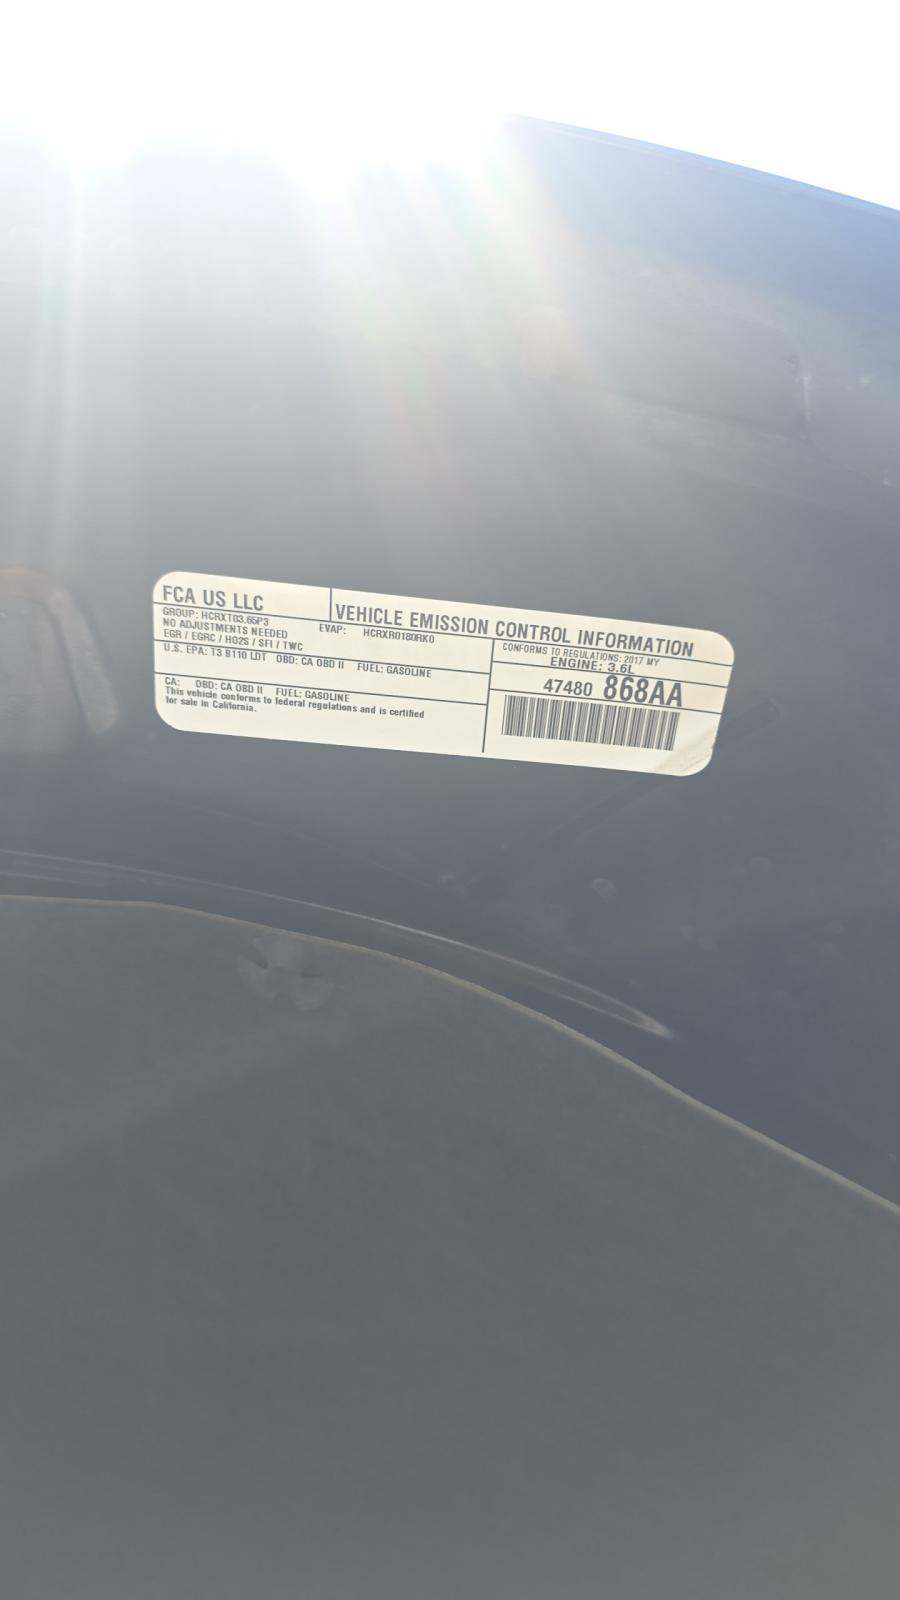 FCA US LLC
VEHICLE EMISSION CONTROL INFORMATION
GROUP: HCRXT03.65P3
EVAP: HCRXR0180RK0
CONFORMS TO REGULATIONS: 2017 MY
NO ADJUSTMENTS NEEDED
ENGINE: 3.6L
EGR / EGRC / HO2S / SFI / TWC
U.S. EPA: T3 B110 LDT OBD: CA OBD II FUEL: GASOLINE
47480 868AA
CA: OBD: CA OBD II FUEL: GASOLINE
This vehicle conforms to federal regulations and is certified
for sale in California.